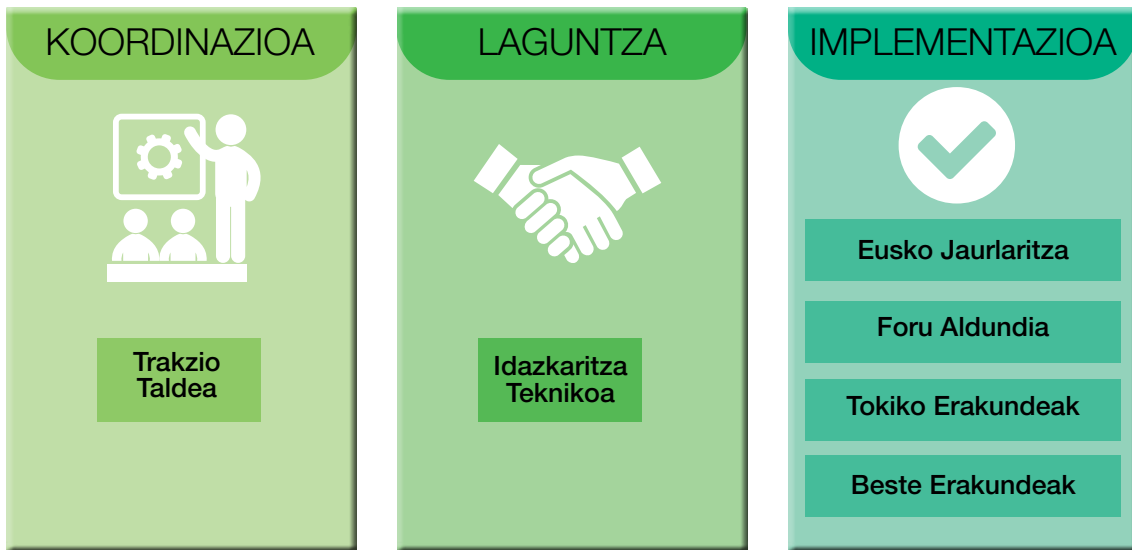 KOORDINAZIOA
Trakzio
Taldea
LAGUNTZA
Idazkaritza
Teknikoa
IMPLEMENTAZIOA
Eusko Jaurlaritza
Foru Aldundia
Tokiko Erakundeak
Beste Erakundeak